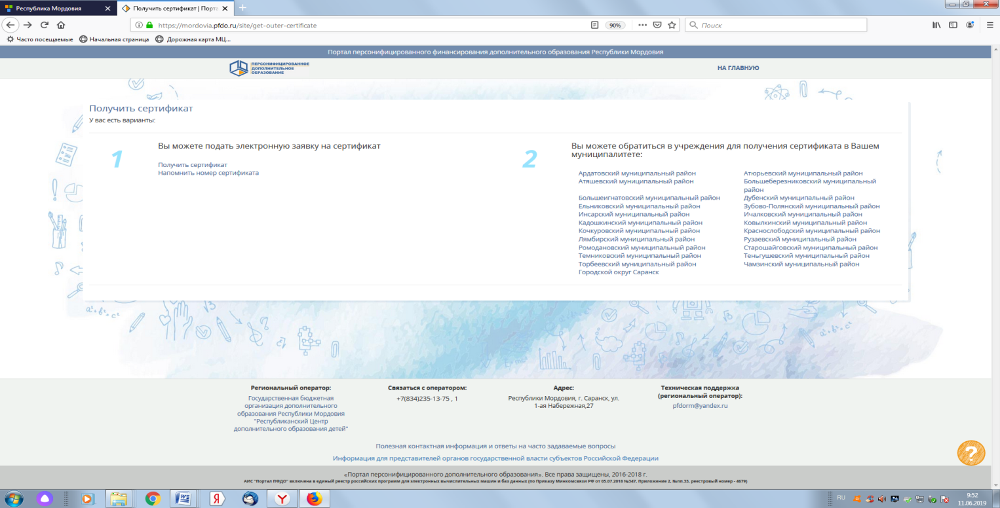 Республика Мордовия
Получить сертификат | Порта
https://mordovia.pfdo.ru/site/get-outer-certificate
90%
Поиск
Часто посещаемые
Начальная страница
Дорожная карта МЦ...
Портал персонифицированного финансирования дополнительного образования Республики Мордовия
ПЕРСОНИФИЦИРОВАННОЕ
ДОПОЛНИТЕЛЬНОЕ
ОБРАЗОВАНИЕ
НА ГЛАВНУЮ
Получить сертификат
У вас есть варианты:
1
Вы можете подать электронную заявку на сертификат
Получить сертификат
Напомнить номер сертификата
2
Вы можете обратиться в учреждения для получения сертификата в Вашем
муниципалитете:
Ардатовский муниципальный район
Атюрьевский муниципальный район
Атяшевский муниципальный район
Большеберезниковский муниципальный
район
Большеигнатовский муниципальный район
Дубенский муниципальный район
Ельниковский муниципальный район
Зубово-Полянский муниципальный район
Инсарский муниципальный район
Ичалковский муниципальный район
Кадошкинский муниципальный район
Ковылкинский муниципальный район
Кочкуровский муниципальный район
Краснослободский муниципальный район
Лямбирский муниципальный район
Рузаевский муниципальный район
Ромодановский муниципальный район
Старошайговский муниципальный район
Темниковский муниципальный район
Теньгушевский муниципальный район
Торбеевский муниципальный район
Чамзинский муниципальный район
Городской округ Саранск
Региональный оператор:
Государственная бюджетная
организация дополнительного
образования Республики Мордовия
"Республиканский Центр
дополнительного образования детей"
Связаться с оператором:
+7(834)235-13-75 , 1
Адрес:
Республики Мордовия, г. Саранск, ул.
1-ая Набережная,27
Техническая поддержка
(региональный оператор):
pfdorm@yandex.ru
Полезная контактная информация и ответы на часто задаваемые вопросы
Информация для представителей органов государственной власти субъектов Российской Федерации
«Портал персонифицированного дополнительного образования». Все права защищены, 2016-2018 г.
АИС "Портал ПФДО" включена в единый реестр российских программ для электронных вычислительных машин и баз данных (по Приказу Минкомсвязи РФ от 05.07.2018 №347, Приложение 2, №пп.33, реестровый номер - 4679)
RU
9:52
11.06.2019